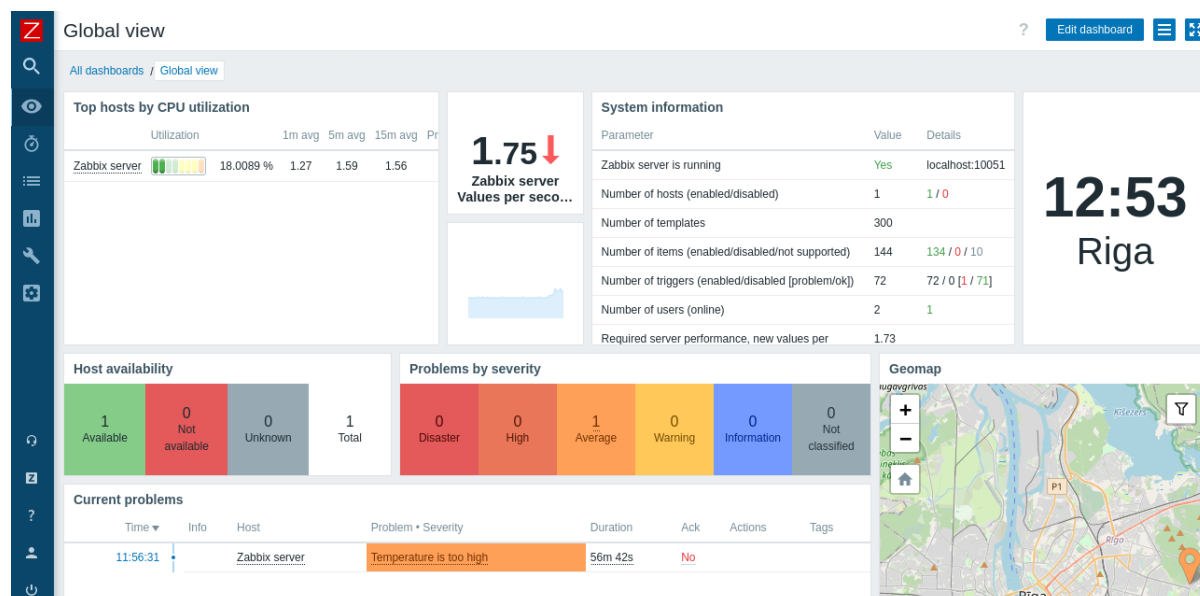 Z Global view ? Edit dashboard
All dashboards / Global view
Top hosts by CPU utilization
Utilization 1m avg 5m avg 15m avg Pr
Zabbix server 18.0089 % 1.27 1.59 1.56
1.75
Zabbix server
Values per seco…
System information
Parameter Value Details
Zabbix server is running Yes localhost:10051
Number of hosts (enabled/disabled) 1 1 / 0
Number of templates 300
Number of items (enabled/disabled/not supported) 144 134 / 0 / 10
Number of triggers (enabled/disabled [problem/ok]) 72 72 / 0 [1 / 71]
Number of users (online) 2 1
Required server performance, new values per 1.73
12:53
Riga
Host availability
1 Available
0 Not available
0 Unknown
1 Total
Problems by severity
0 Disaster
0 High
1 Average
0 Warning
0 Information
0 Not classified
Current problems
Time Info Host Problem • Severity Duration Ack Actions Tags
11:56:31 Zabbix server Temperature is too high 56m 42s No
Geomap
+
−
Ķīšezers
P1
Rīga
Rīga
Z
?